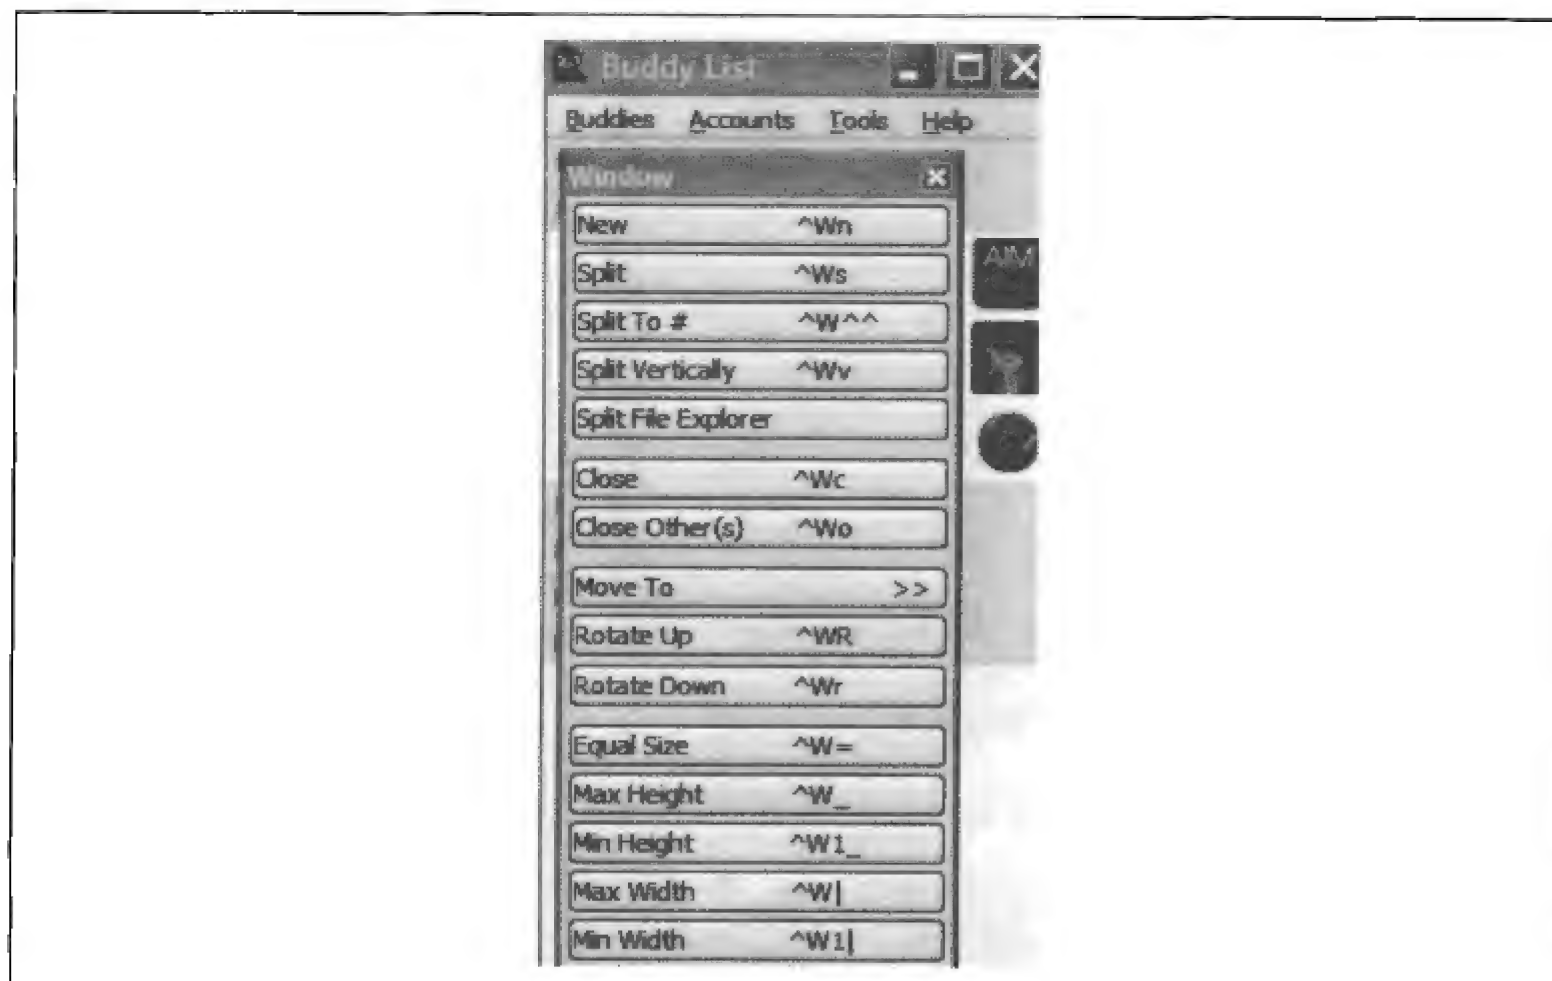 Buddy List
Buddies Accounts Tools Help
Window
New ^Wn
Split ^Ws
Split To # ^W^^
Split Vertically ^Wv
Split File Explorer
Close ^Wc
Close Other(s) ^Wo
Move To >>
Rotate Up ^WR
Rotate Down ^Wr
Equal Size ^W=
Max Height ^W_
Min Height ^W1_
Max Width ^W|
Min Width ^W1|
AIM